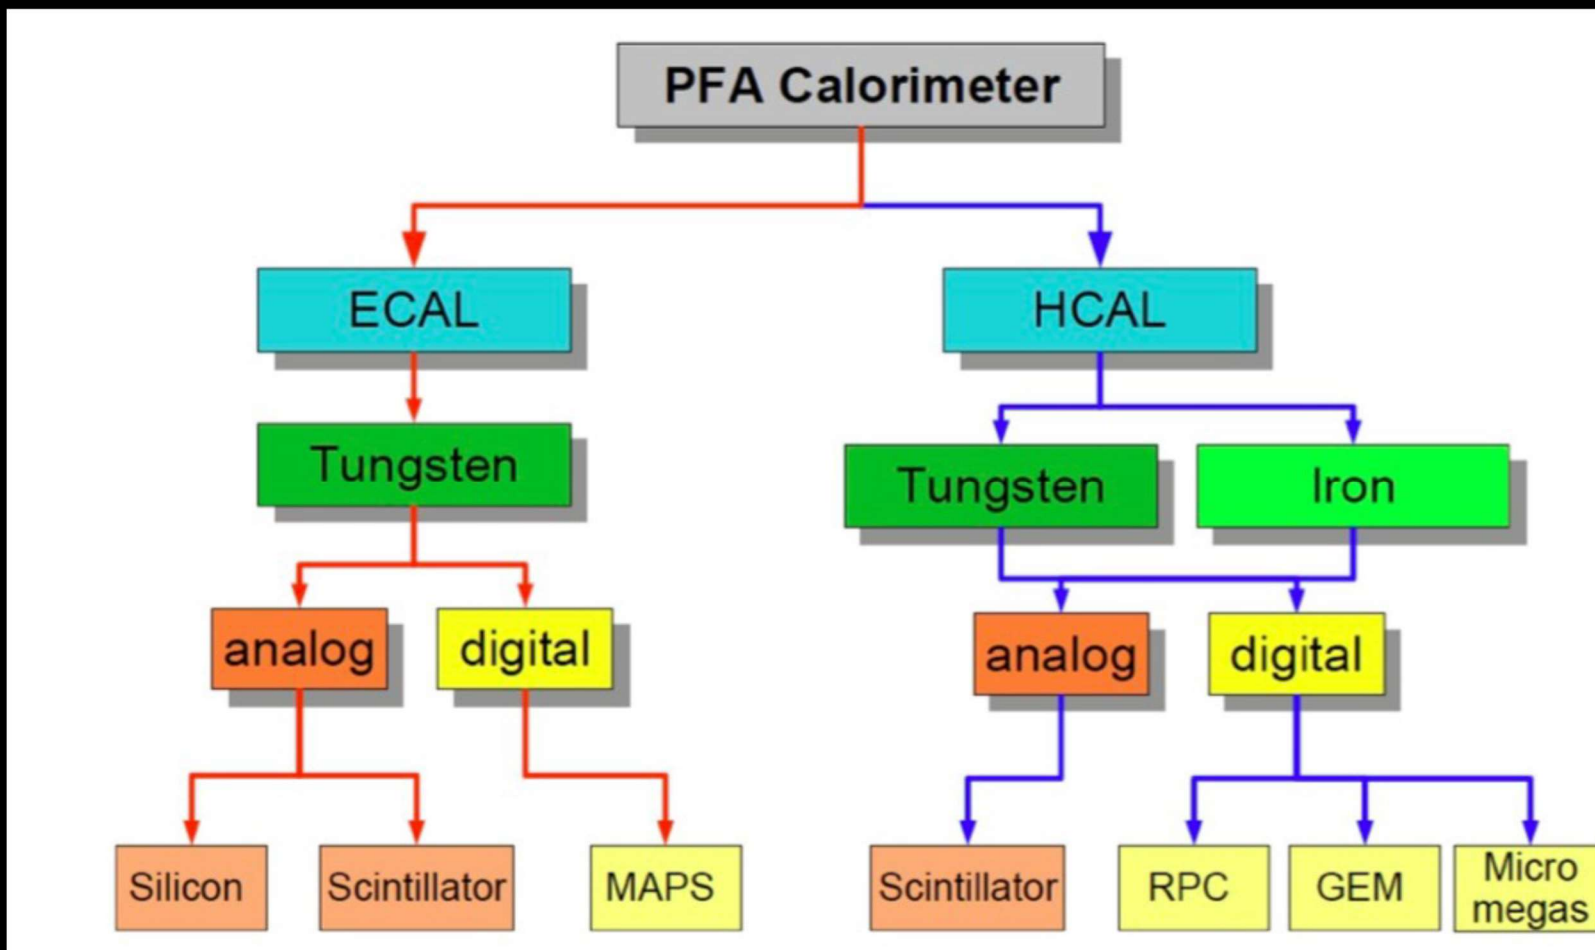 PFA Calorimeter
ECAL
HCAL
Tungsten
Tungsten
Iron
analog
digital
analog
digital
Silicon
Scintillator
MAPS
Scintillator
RPC
GEM
Micro
megas